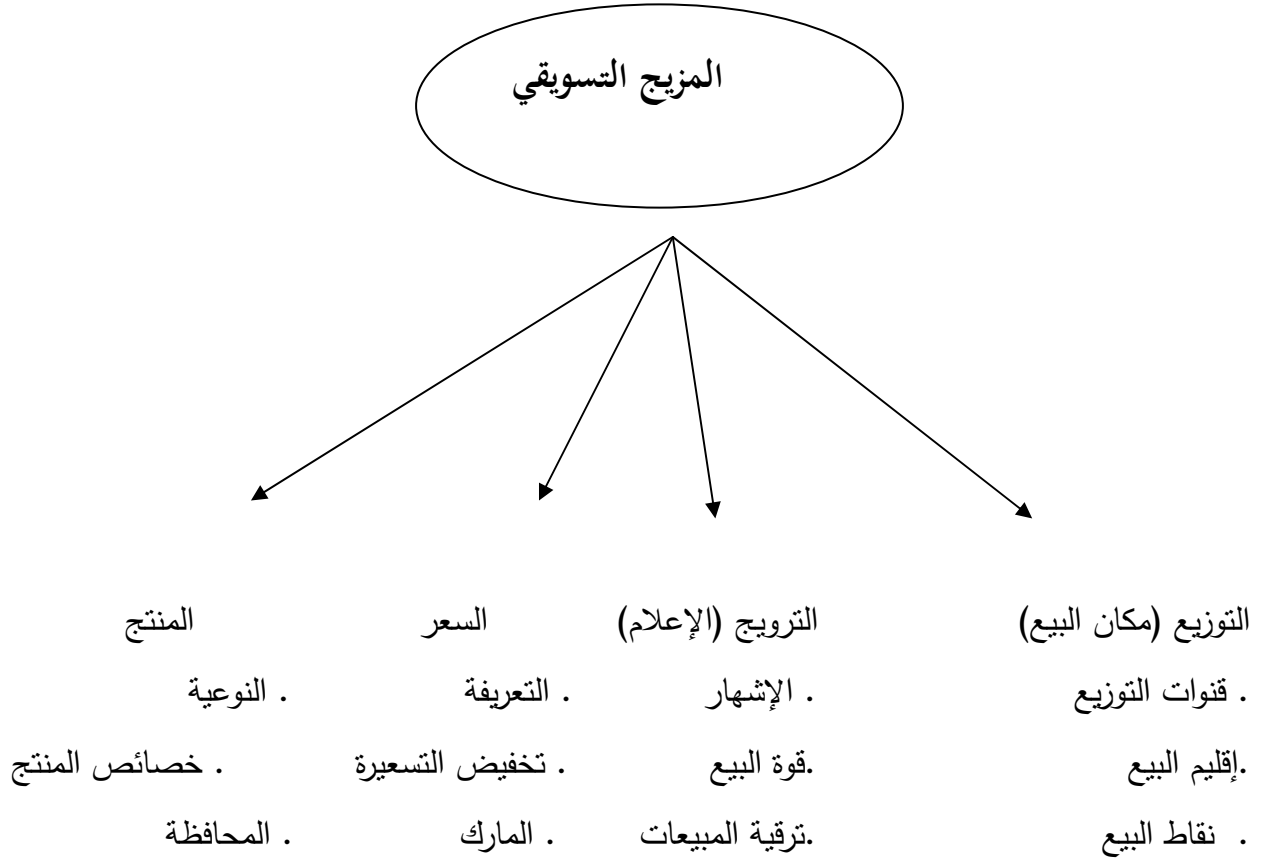 المزيج التسويقي
التوزيع (مكان البيع) الترويج (الإعلام) السعر المنتج
. قنوات التوزيع . الإشهار . التعريفة . النوعية
.إقليم البيع .قوة البيع . تخفيض التسعيرة . خصائص المنتج
. نقاط البيع .ترقية المبيعات . المارك . المحافظة